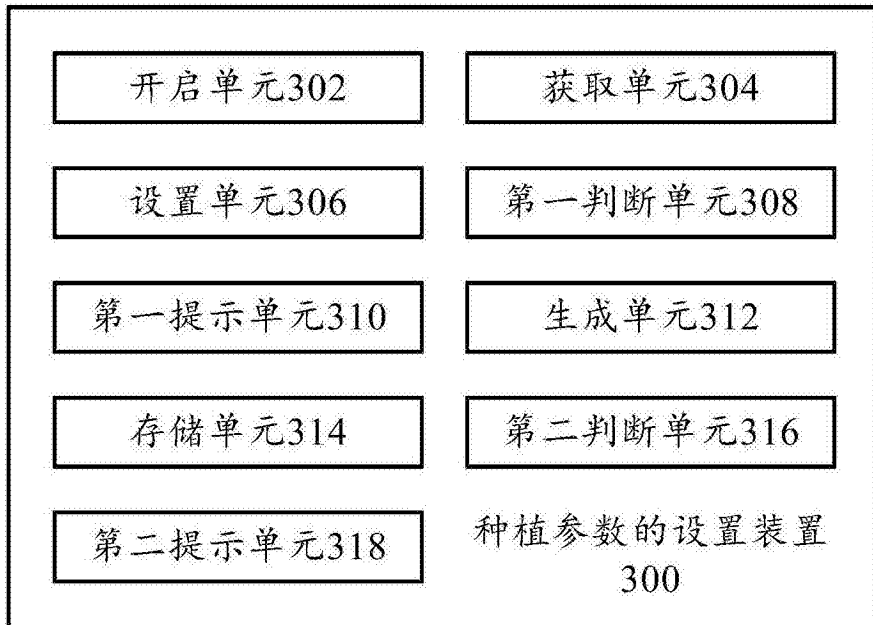 开启单元302
获取单元304
设置单元306
第一判断单元308
第一提示单元310
生成单元312
存储单元314
第二判断单元316
第二提示单元318
种植参数的设置装置
300